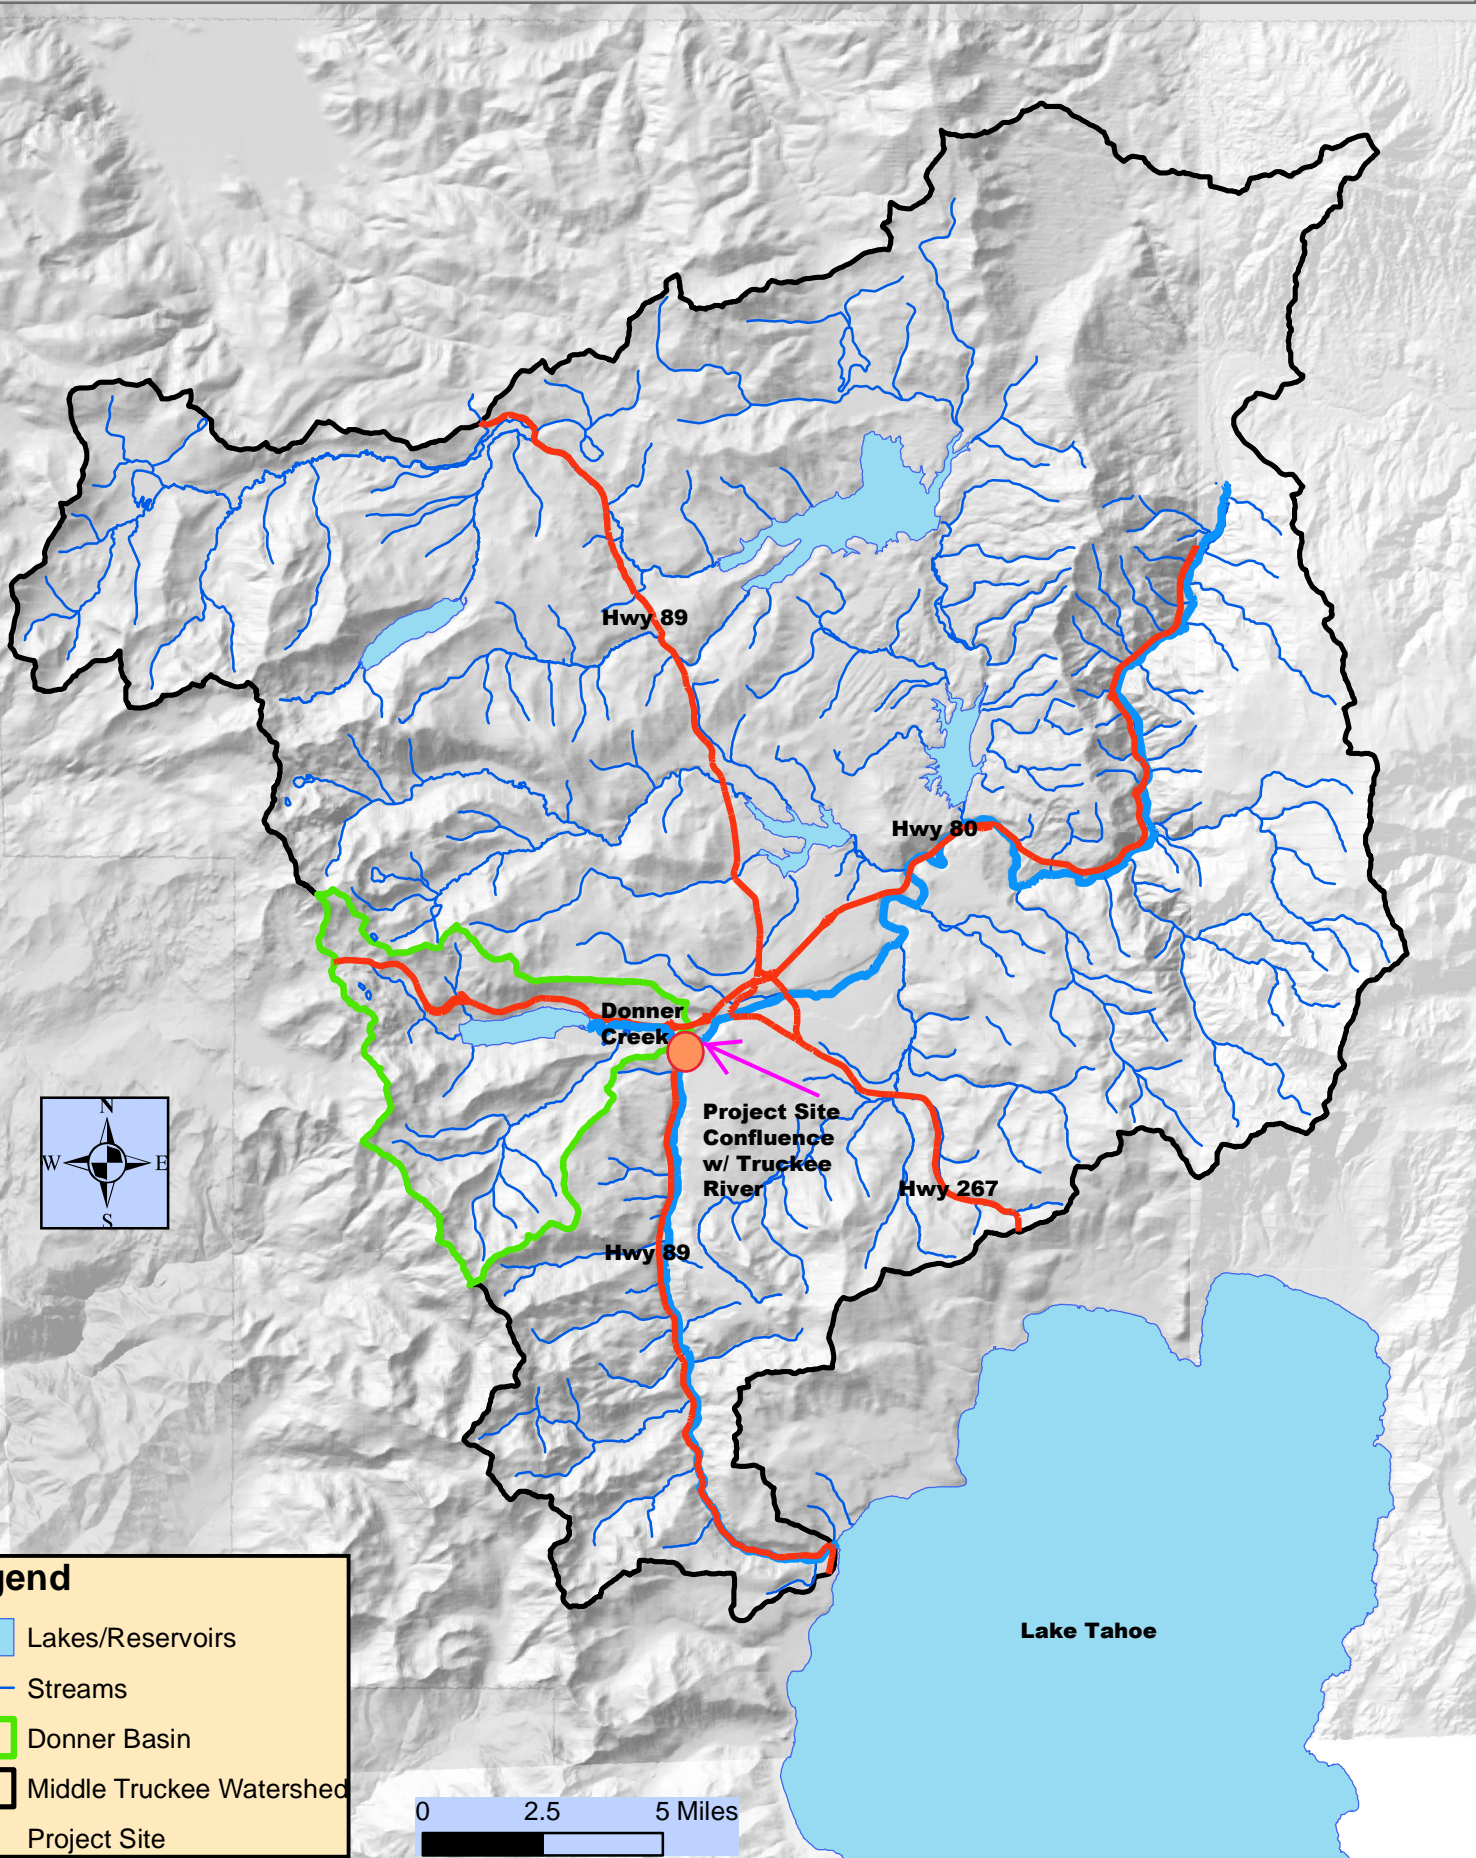 Hwy 89
Hwy 80
Donner
Creek
Project Site
Confluence
w/ Truckee
River
Hwy 267
Hwy 89
N
W
E
S
Lake Tahoe
gend
Lakes/Reservoirs
Streams
Donner Basin
Middle Truckee Watershed
Project Site
0 2.5 5 Miles